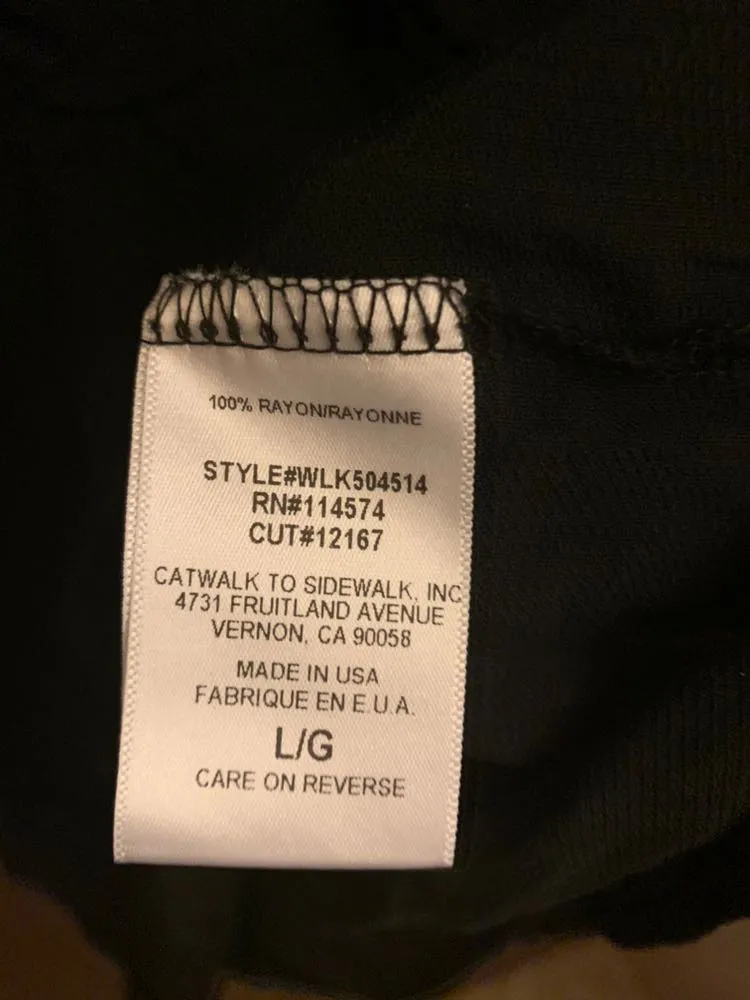 100% RAYON/RAYONNE
STYLE#WLK504514
RN#114574
CUT#12167
CATWALK TO SIDEWALK, INC
4731 FRUITLAND AVENUE
VERNON, CA 90058
MADE IN USA
FABRIQUE EN E.U.A.
L/G
CARE ON REVERSE